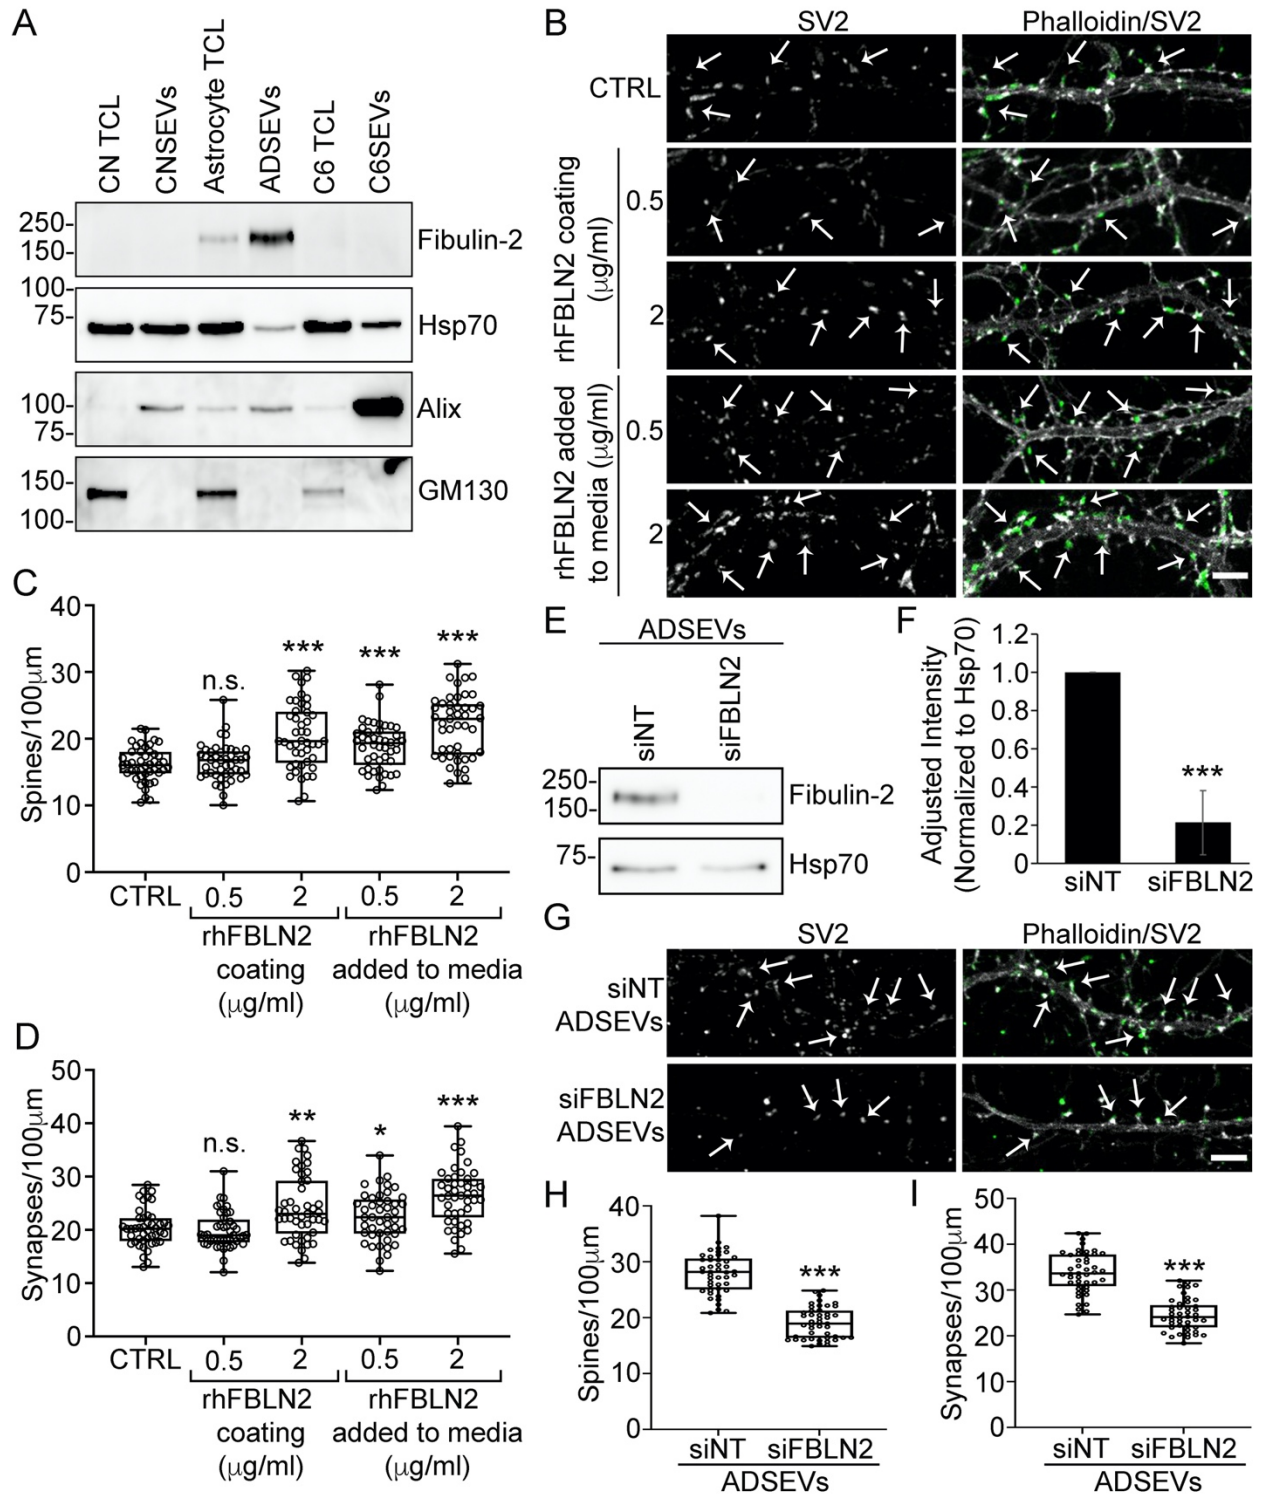 A
CN TCL
CNSEVs
Astrocyte TCL
ADSEVs
C6 TCL
C6SEVs
250-
150-
100
Fibulin-2
100-
75-
Hsp70
100-
75-
Alix
150-
100-
GM130
B
SV2
Phalloidin/SV2
CTRL
rhFBLN2 coating
(μg/ml)
0.5
2
rhFBLN2 added
to media (μg/ml)
0.5
2
C
Spines/100μm
40
30
20
10
0
n.s.
***
***
***
CTRL
0.5
2
0.5
2
rhFBLN2
coating
(μg/ml)
rhFBLN2
added to media
(μg/ml)
D
Synapses/100μm
50
40
30
20
10
0
n.s.
**
*
***
CTRL
0.5
2
0.5
2
rhFBLN2
coating
(μg/ml)
rhFBLN2
added to media
(μg/ml)
E
ADSEVs
siNT
siFBLN2
250-
150-
Fibulin-2
75-
Hsp70
F
Adjusted Intensity
(Normalized to Hsp70)
1.2
1.0
0.8
0.6
0.4
0.2
0
***
siNT
siFBLN2
G
SV2
Phalloidin/SV2
siNT
ADSEVs
siFBLN2
ADSEVs
H
Spines/100μm
40
30
20
10
0
***
siNT
siFBLN2
ADSEVs
I
Synapses/100μm
50
40
30
20
10
0
***
siNT
siFBLN2
ADSEVs